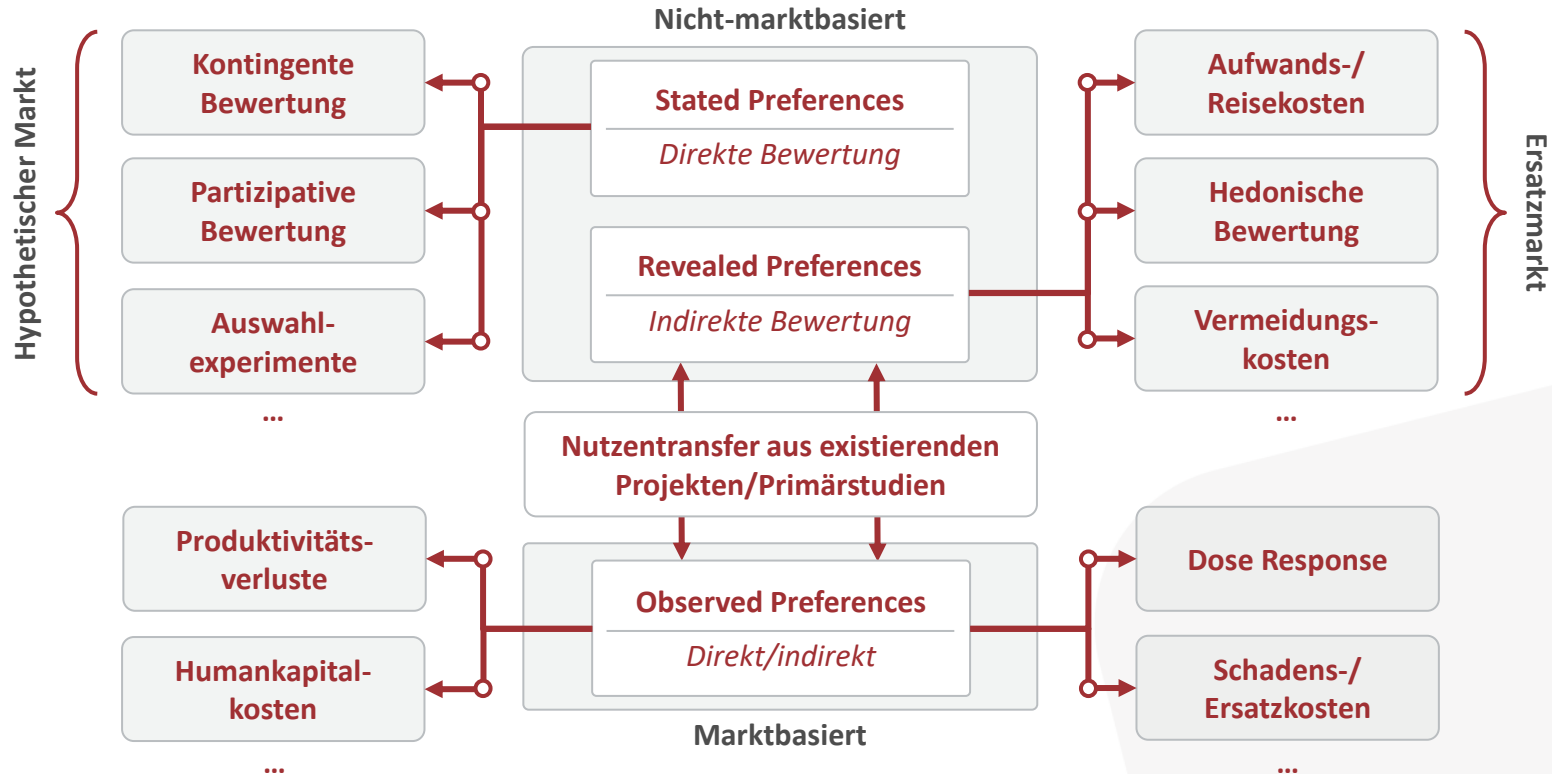 Nicht-marktbasiert
Hypothetischer Markt
Kontingente
Bewertung
Partizipative
Bewertung
Auswahl-
experimente
...
Stated Preferences
Direkte Bewertung
Revealed Preferences
Indirekte Bewertung
Aufwands-/
Reisekosten
Hedonische
Bewertung
Vermeidungs-
kosten
...
Ersatzmarkt
Nutzentransfer aus existierenden
Projekten/Primärstudien
Produktivitäts-
verluste
Humankapital-
kosten
...
Observed Preferences
Direkt/indirekt
Marktbasiert
Dose Response
Schadens-/
Ersatzkosten
...